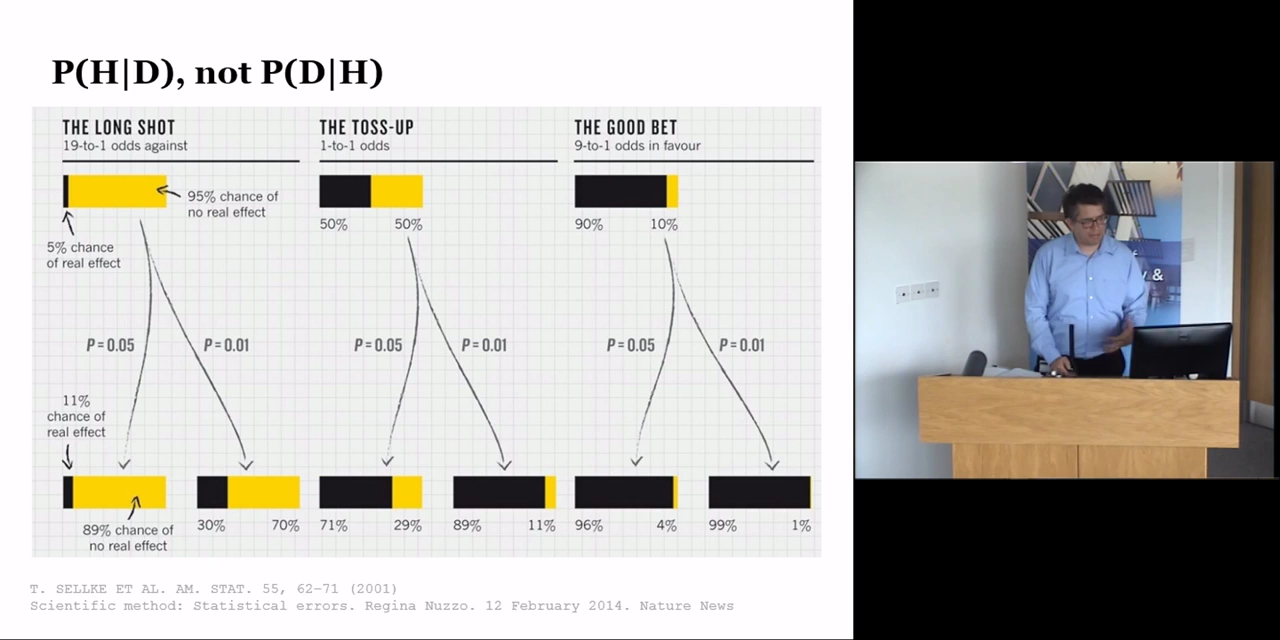 P(H|D), not P(D|H)
THE LONG SHOT
19-to-1 odds against
THE TOSS-UP
1-to-1 odds
THE GOOD BET
9-to-1 odds in favour
95% chance of
no real effect
5% chance
of real effect
50%
50%
90%
10%
P = 0.05
P = 0.01
P = 0.05
P = 0.01
P = 0.05
P = 0.01
11%
chance of
real effect
89% chance of
no real effect
30%
70%
71%
29%
89%
11%
96%
4%
99%
1%
T. SELLKE ET AL. AM. STAT. 55, 62–71 (2001)
Scientific method: Statistical errors. Regina Nuzzo. 12 February 2014. Nature News